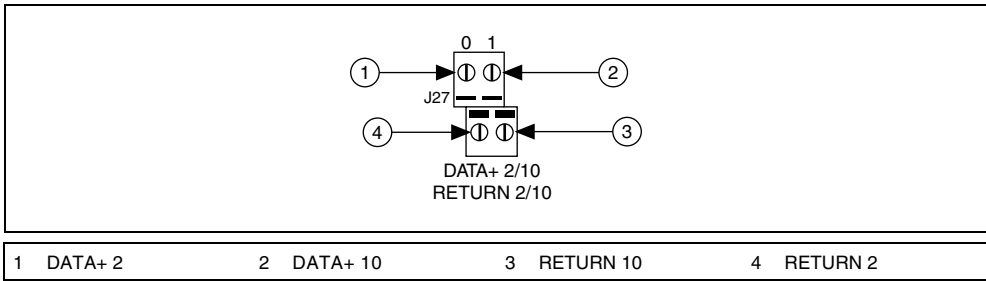 0 1
1 2
J27
4 3
DATA+ 2/10
RETURN 2/10
1 DATA+ 2 2 DATA+ 10 3 RETURN 10 4 RETURN 2